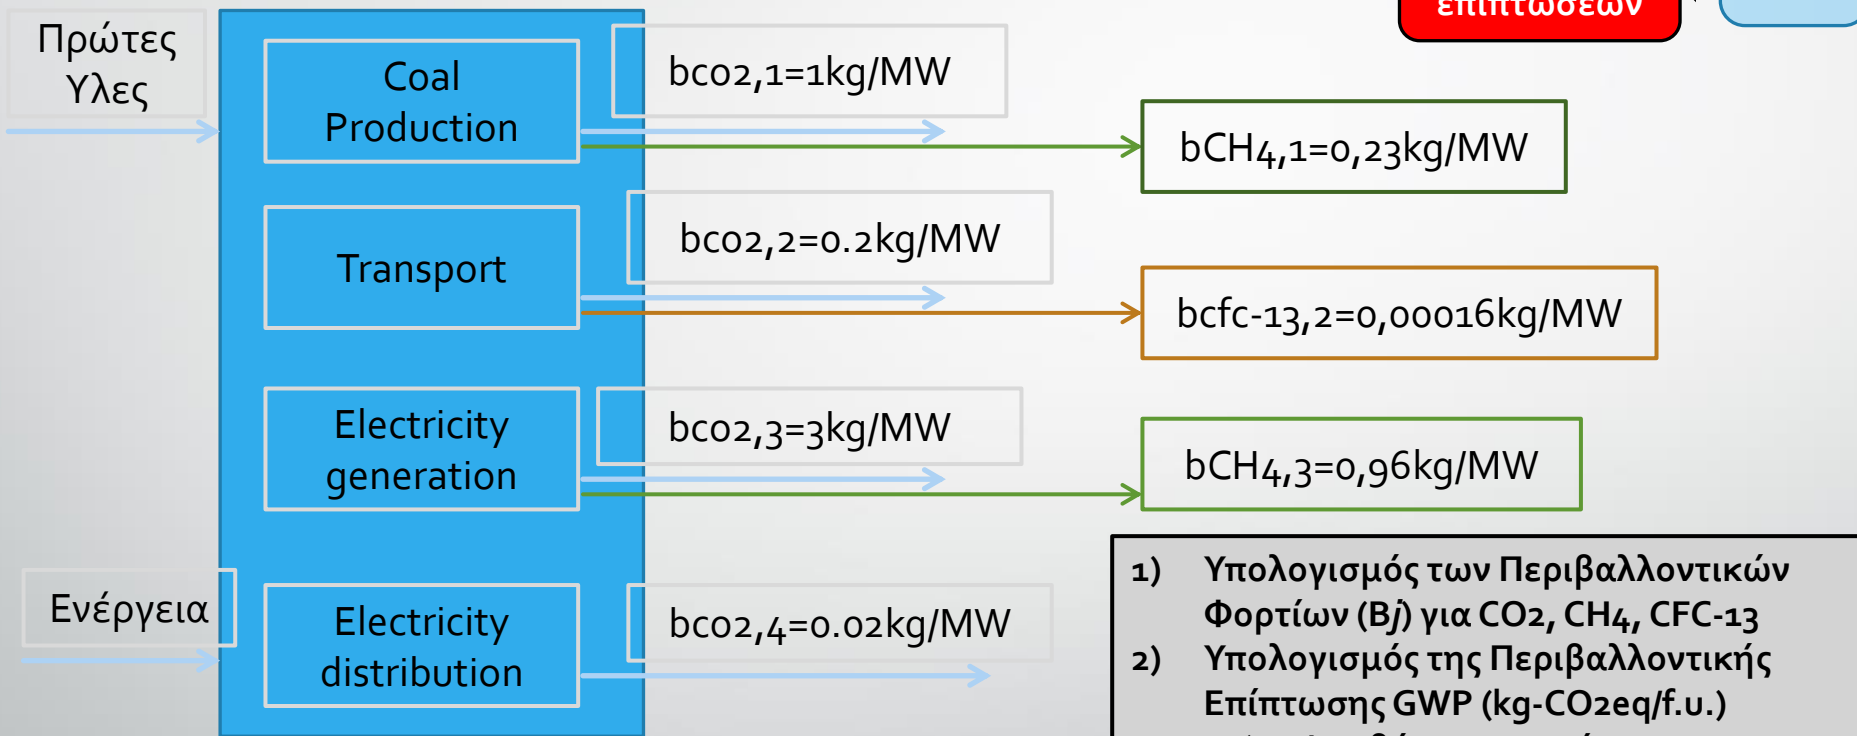 επιπτώσεων
Πρώτες
Υλες
Coal
Production
bco2,1=1kg/MW
bCH4,1=0,23kg/MW
Transport
bco2,2=0.2kg/MW
bcfc-13,2=0,00016kg/MW
Electricity
generation
bco2,3=3kg/MW
bCH4,3=0,96kg/MW
Ενέργεια
Electricity
distribution
bco2,4=0.02kg/MW
1) Υπολογισμός των Περιβαλλοντικών
Φορτίων (Bj) για CO2, CH4, CFC-13
2) Υπολογισμός της Περιβαλλοντικής
Επίπτωσης GWP (kg-CO2eq/f.u.)